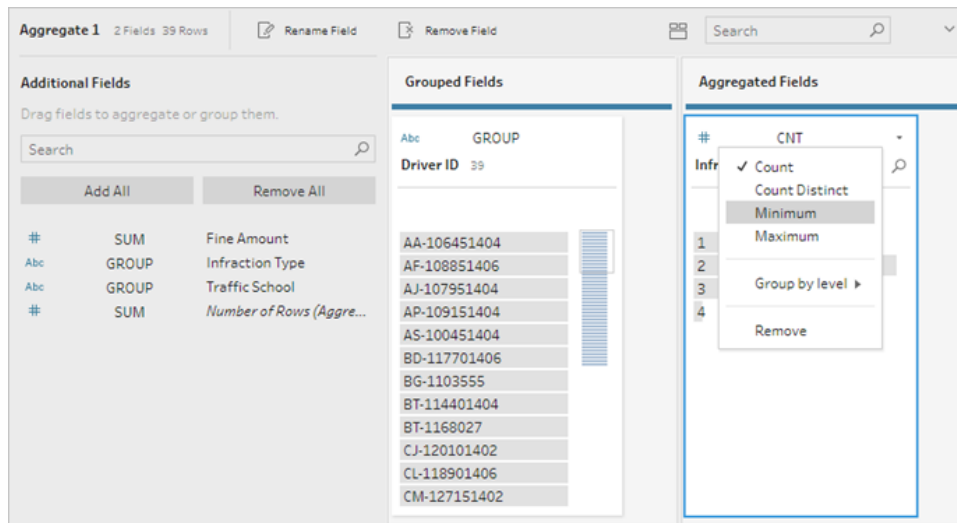 Aggregate 1 2 Fields 39 Rows Rename Field Remove Field Search
Additional Fields
Drag fields to aggregate or group them.
Search
Add All Remove All
# SUM Fine Amount
Abc GROUP Infraction Type
Abc GROUP Traffic School
# SUM Number of Rows (Aggre...
Grouped Fields
Abc GROUP
Driver ID 39
AA-106451404
AF-108851406
AJ-107951404
AP-109151404
AS-100451404
BD-117701406
BG-1103555
BT-114401404
BT-1168027
CJ-120101402
CL-118901406
CM-127151402
Aggregated Fields
# CNT
Infr
1
2
3
4
✓ Count
Count Distinct
Minimum
Maximum
Group by level
Remove